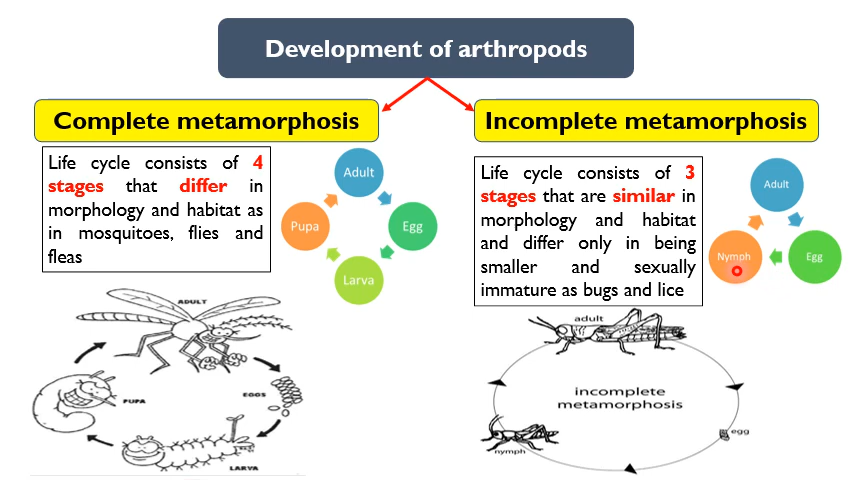 Development of arthropods
Complete metamorphosis
Life cycle consists of 4
stages that differ in
morphology and habitat as
in mosquitoes, flies and
fleas
Adult
Egg
Larva
Pupa
ADULT
EGGS
LARVA
PUPA
Incomplete metamorphosis
Life cycle consists of 3
stages that are similar in
morphology and habitat
and differ only in being
smaller and sexually
immature as bugs and lice
Adult
Egg
Nymph
adult
incomplete
metamorphosis
egg
nymph